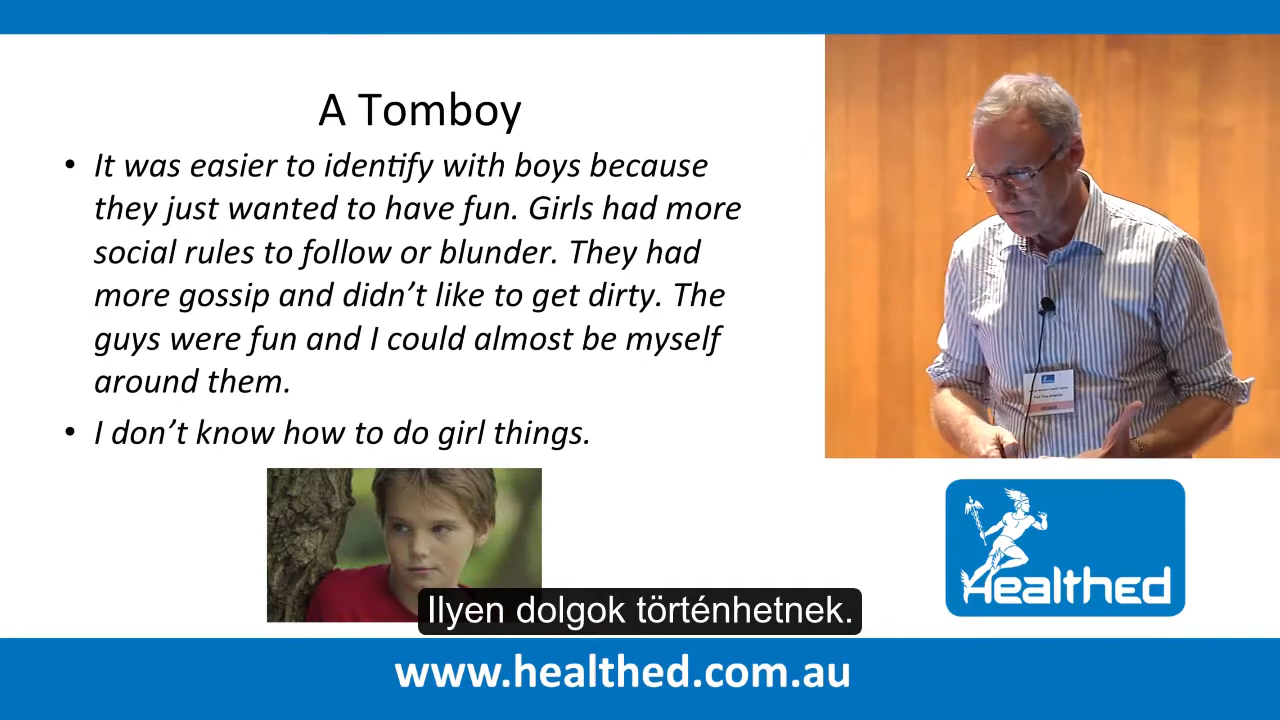 A Tomboy
• It was easier to identify with boys because
they just wanted to have fun. Girls had more
social rules to follow or blunder. They had
more gossip and didn't like to get dirty. The
guys were fun and I could almost be myself
around them.
• I don't know how to do girl things.
SPEAKER
Healthed
Ilyen dolgok történhetnek.
www.healthed.com.au